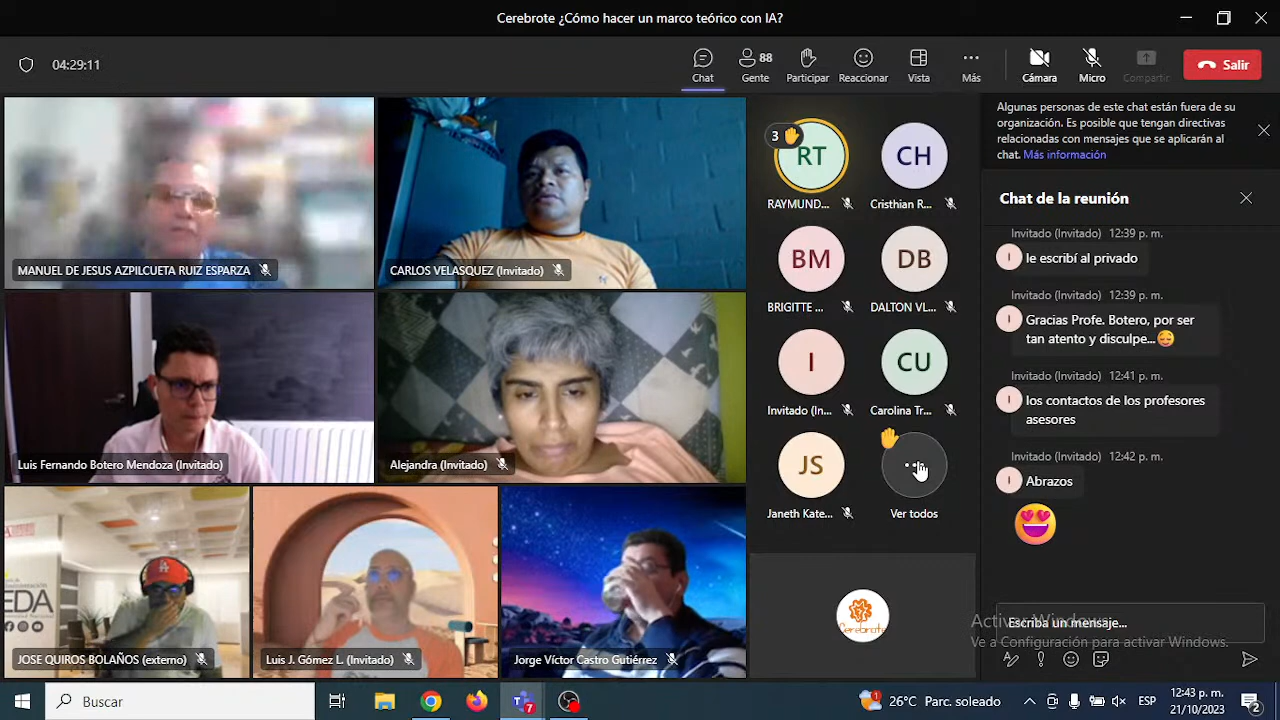 Cerebrote ¿Cómo hacer un marco teórico con IA?
04:29:11
Chat
88
Gente
Participar
Reaccionar
Vista
Más
Cámara
Micro
Compartir
Salir
MANUEL DE JESUS AZPILCUETA RUIZ ESPARZA
CARLOS VELASQUEZ (Invitado)
Luis Fernando Botero Mendoza (Invitado)
Alejandra (Invitado)
EDA
JOSE QUIROS BOLAÑOS (externo)
LA
Luis J. Gómez L. (Invitado)
Jorge Víctor Castro Gutiérrez
3
RT
RAYMUND...
CH
Cristhian R...
BM
BRIGITTE ...
DB
DALTON VL...
I
Invitado (In...
CU
Carolina Tr...
JS
Janeth Kate...
Ver todos
Cerebrote
Algunas personas de este chat están fuera de su
organización. Es posible que tengan directivas
relacionadas con mensajes que se aplicarán al
chat. Más información
Chat de la reunión
Invitado (Invitado) 12:39 p. m.
I
le escribí al privado
Invitado (Invitado) 12:39 p. m.
I
Gracias Profe. Botero, por ser
tan atento y disculpe...
Invitado (Invitado) 12:41 p. m.
I
los contactos de los profesores
asesores
Invitado (Invitado) 12:42 p. m.
I
Abrazos
Escriba un mensaje...
Activar Windows
Ve a Configuración para activar Windows.
Buscar
7
1
26°C Parc. soleado
ESP
21/10/2023
2